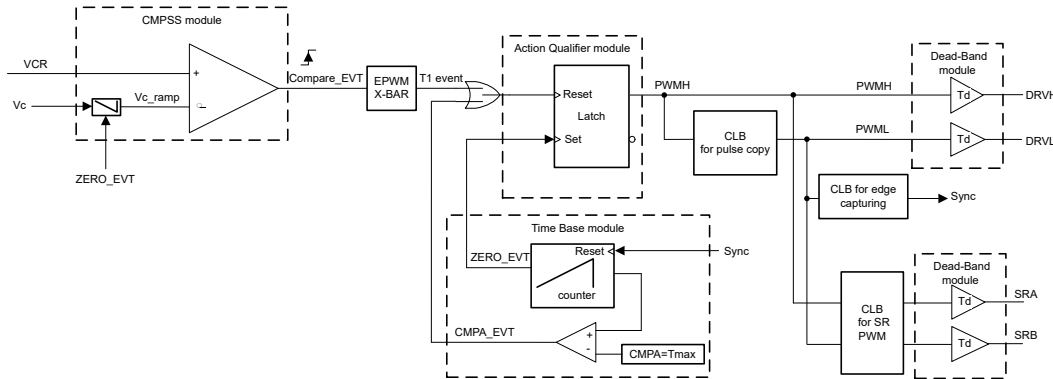 CMPSS module
VCR
+
Vc
Vc_ramp
ZERO_EVT
Compare_EVT
EPWM
X-BAR
T1 event
Action Qualifier module
Reset
Latch
Set
PWMH
CLB
for pulse copy
PWMH
PWML
Dead-Band
module
Td
DRVH
Td
DRVL
CLB for edge
capturing
Sync
Time Base module
ZERO_EVT
Reset
counter
Sync
CMPA_EVT
+
-
CMPA=Tmax
CLB
for SR
PWM
Dead-Band
module
Td
SRA
Td
SRB